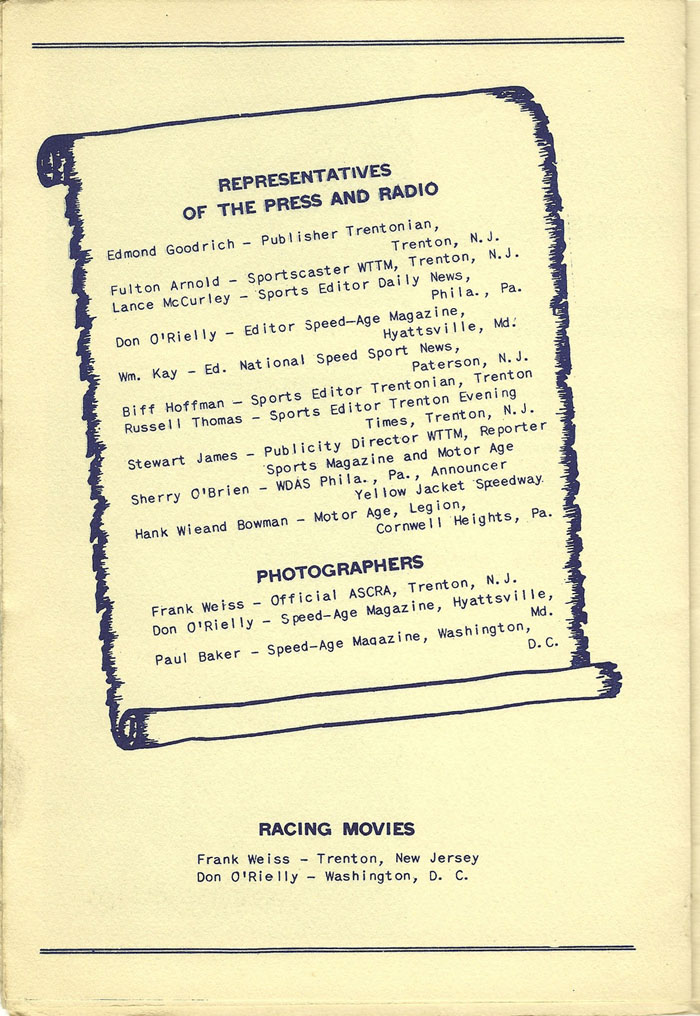 REPRESENTATIVES
OF THE PRESS AND RADIO
Edmond Goodrich - Publisher Trentonian,
Trenton, N.J.
Fulton Arnold - Sportscaster WTTM, Trenton, N.J.
Lance McCurley - Sports Editor Daily News,
Phila., Pa.
Don O'Rielly - Editor Speed-Age Magazine,
Hyattsville, Md.
Wm. Kay - Ed. National Speed Sport News,
Paterson, N.J.
Biff Hoffman - Sports Editor Trentonian, Trenton
Russell Thomas - Sports Editor Trenton Evening
Times, Trenton, N.J.
Stewart James - Publicity Director WTTM, Reporter
Sports Magazine and Motor Age
Sherry O'Brien - WDAS Phila., Pa., Announcer
Yellow Jacket Speedway
Hank Wieand Bowman - Motor Age, Legion,
Cornwell Heights, Pa.
PHOTOGRAPHERS
Frank Weiss - Official ASCRA, Trenton, N.J.
Don O'Rielly - Speed-Age Magazine, Hyattsville,
Md.
Paul Baker - Speed-Age Magazine, Washington,
D.C.
RACING MOVIES
Frank Weiss - Trenton, New Jersey
Don O'Rielly - Washington, D. C.